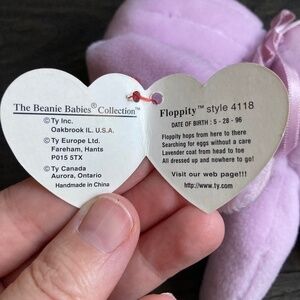 The Beanie Babies® Collection™
©Ty Inc.
Oakbrook IL. U.S.A.
©Ty Europe Ltd.
Fareham, Hants
PO15 5TX
©Ty Canada
Aurora, Ontario
Handmade in China
Floppity™ style 4118
DATE OF BIRTH : 5 - 28 - 96
Floppity hops from here to there
Searching for eggs without a care
Lavender coat from head to toe
All dressed up and nowhere to go!
Visit our web page!!!
http://www.ty.com